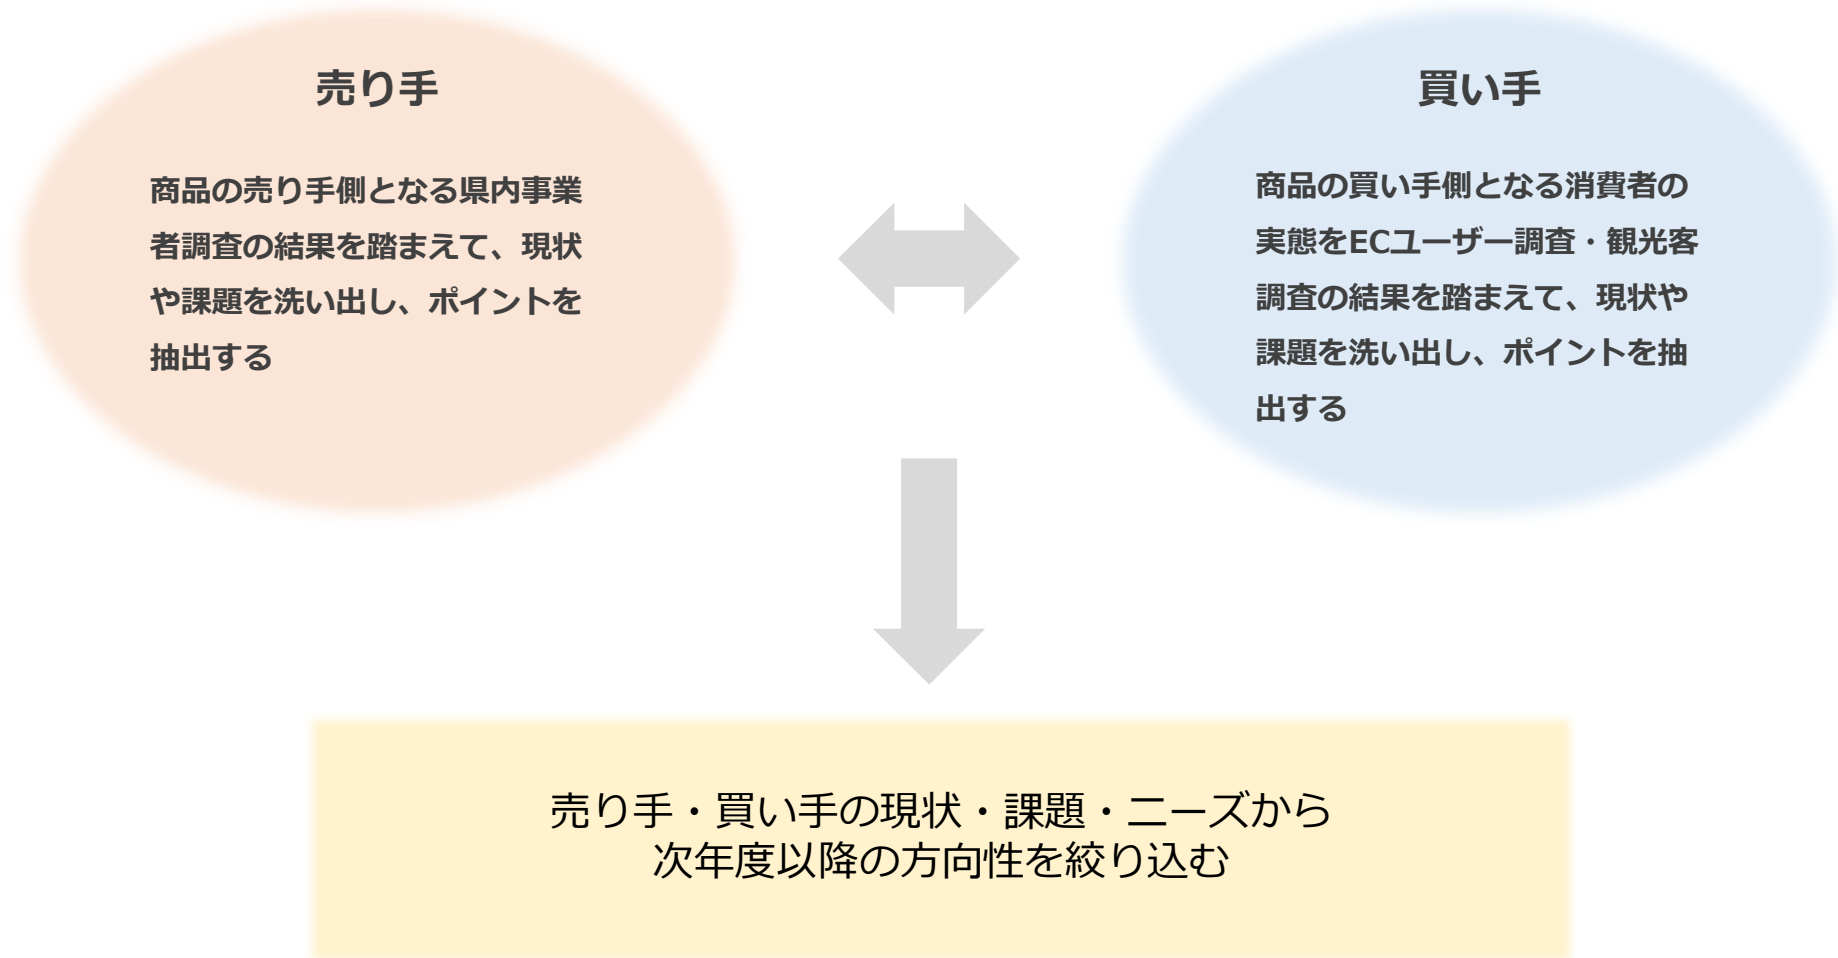 売り手
商品の売り手側となる県内事業
者調査の結果を踏まえて、現状
や課題を洗い出し、ポイントを
抽出する
買い手
商品の買い手側となる消費者の
実態をECユーザー調査・観光客
調査の結果を踏まえて、現状や
課題を洗い出し、ポイントを抽
出する
売り手・買い手の現状・課題・ニーズから
次年度以降の方向性を絞り込む